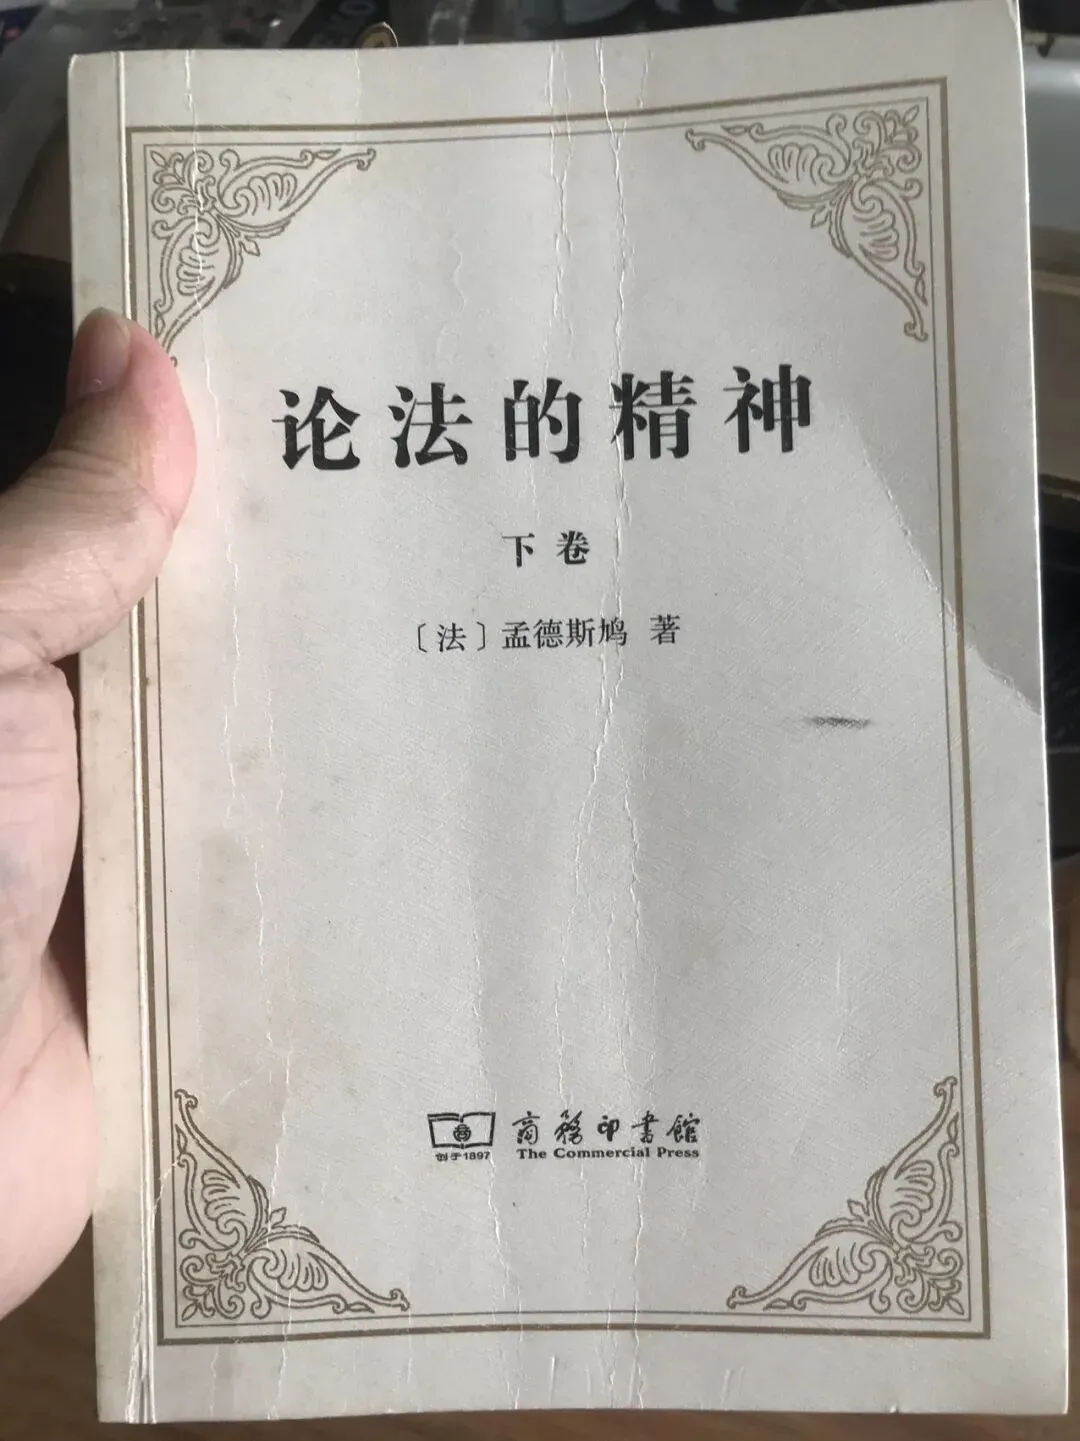 论法的精神
下卷
〔法〕孟德斯鸠 著
商務印書館
创于1897
The Commercial Press